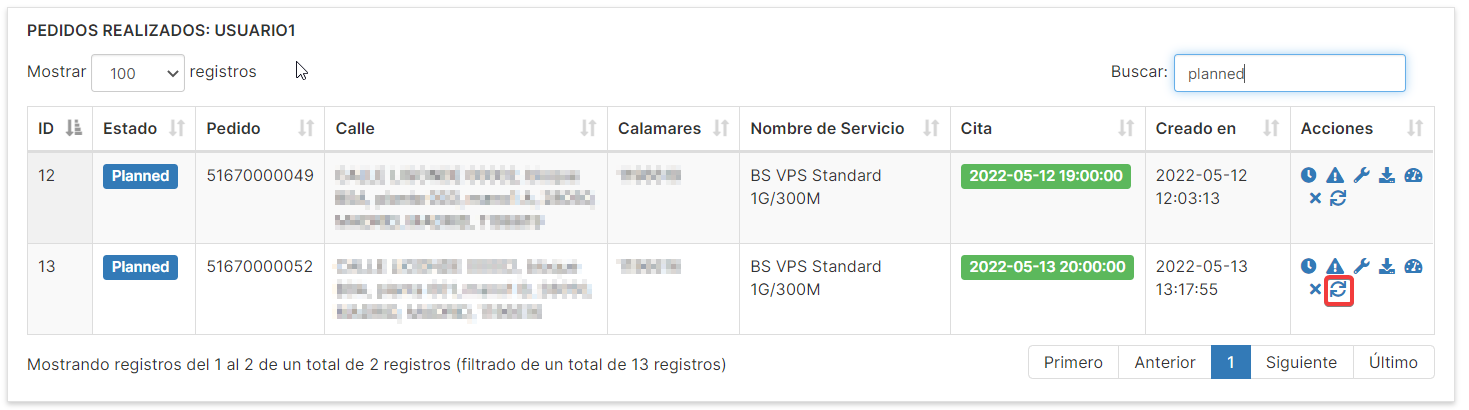 PEDIDOS REALIZADOS: USUARIO1
Mostrar 100 registros
Buscar: planned
ID Estado Pedido Calle Calamares Nombre de Servicio Cita Creado en Acciones
12 Planned 51670000049 BS VPS Standard 2022-05-12 19:00:00 2022-05-12
1G/300M 12:03:13
13 Planned 51670000052 BS VPS Standard 2022-05-13 20:00:00 2022-05-13
1G/300M 13:17:55
Mostrando registros del 1 al 2 de un total de 2 registros (filtrado de un total de 13 registros)
Primero Anterior 1 Siguiente Último